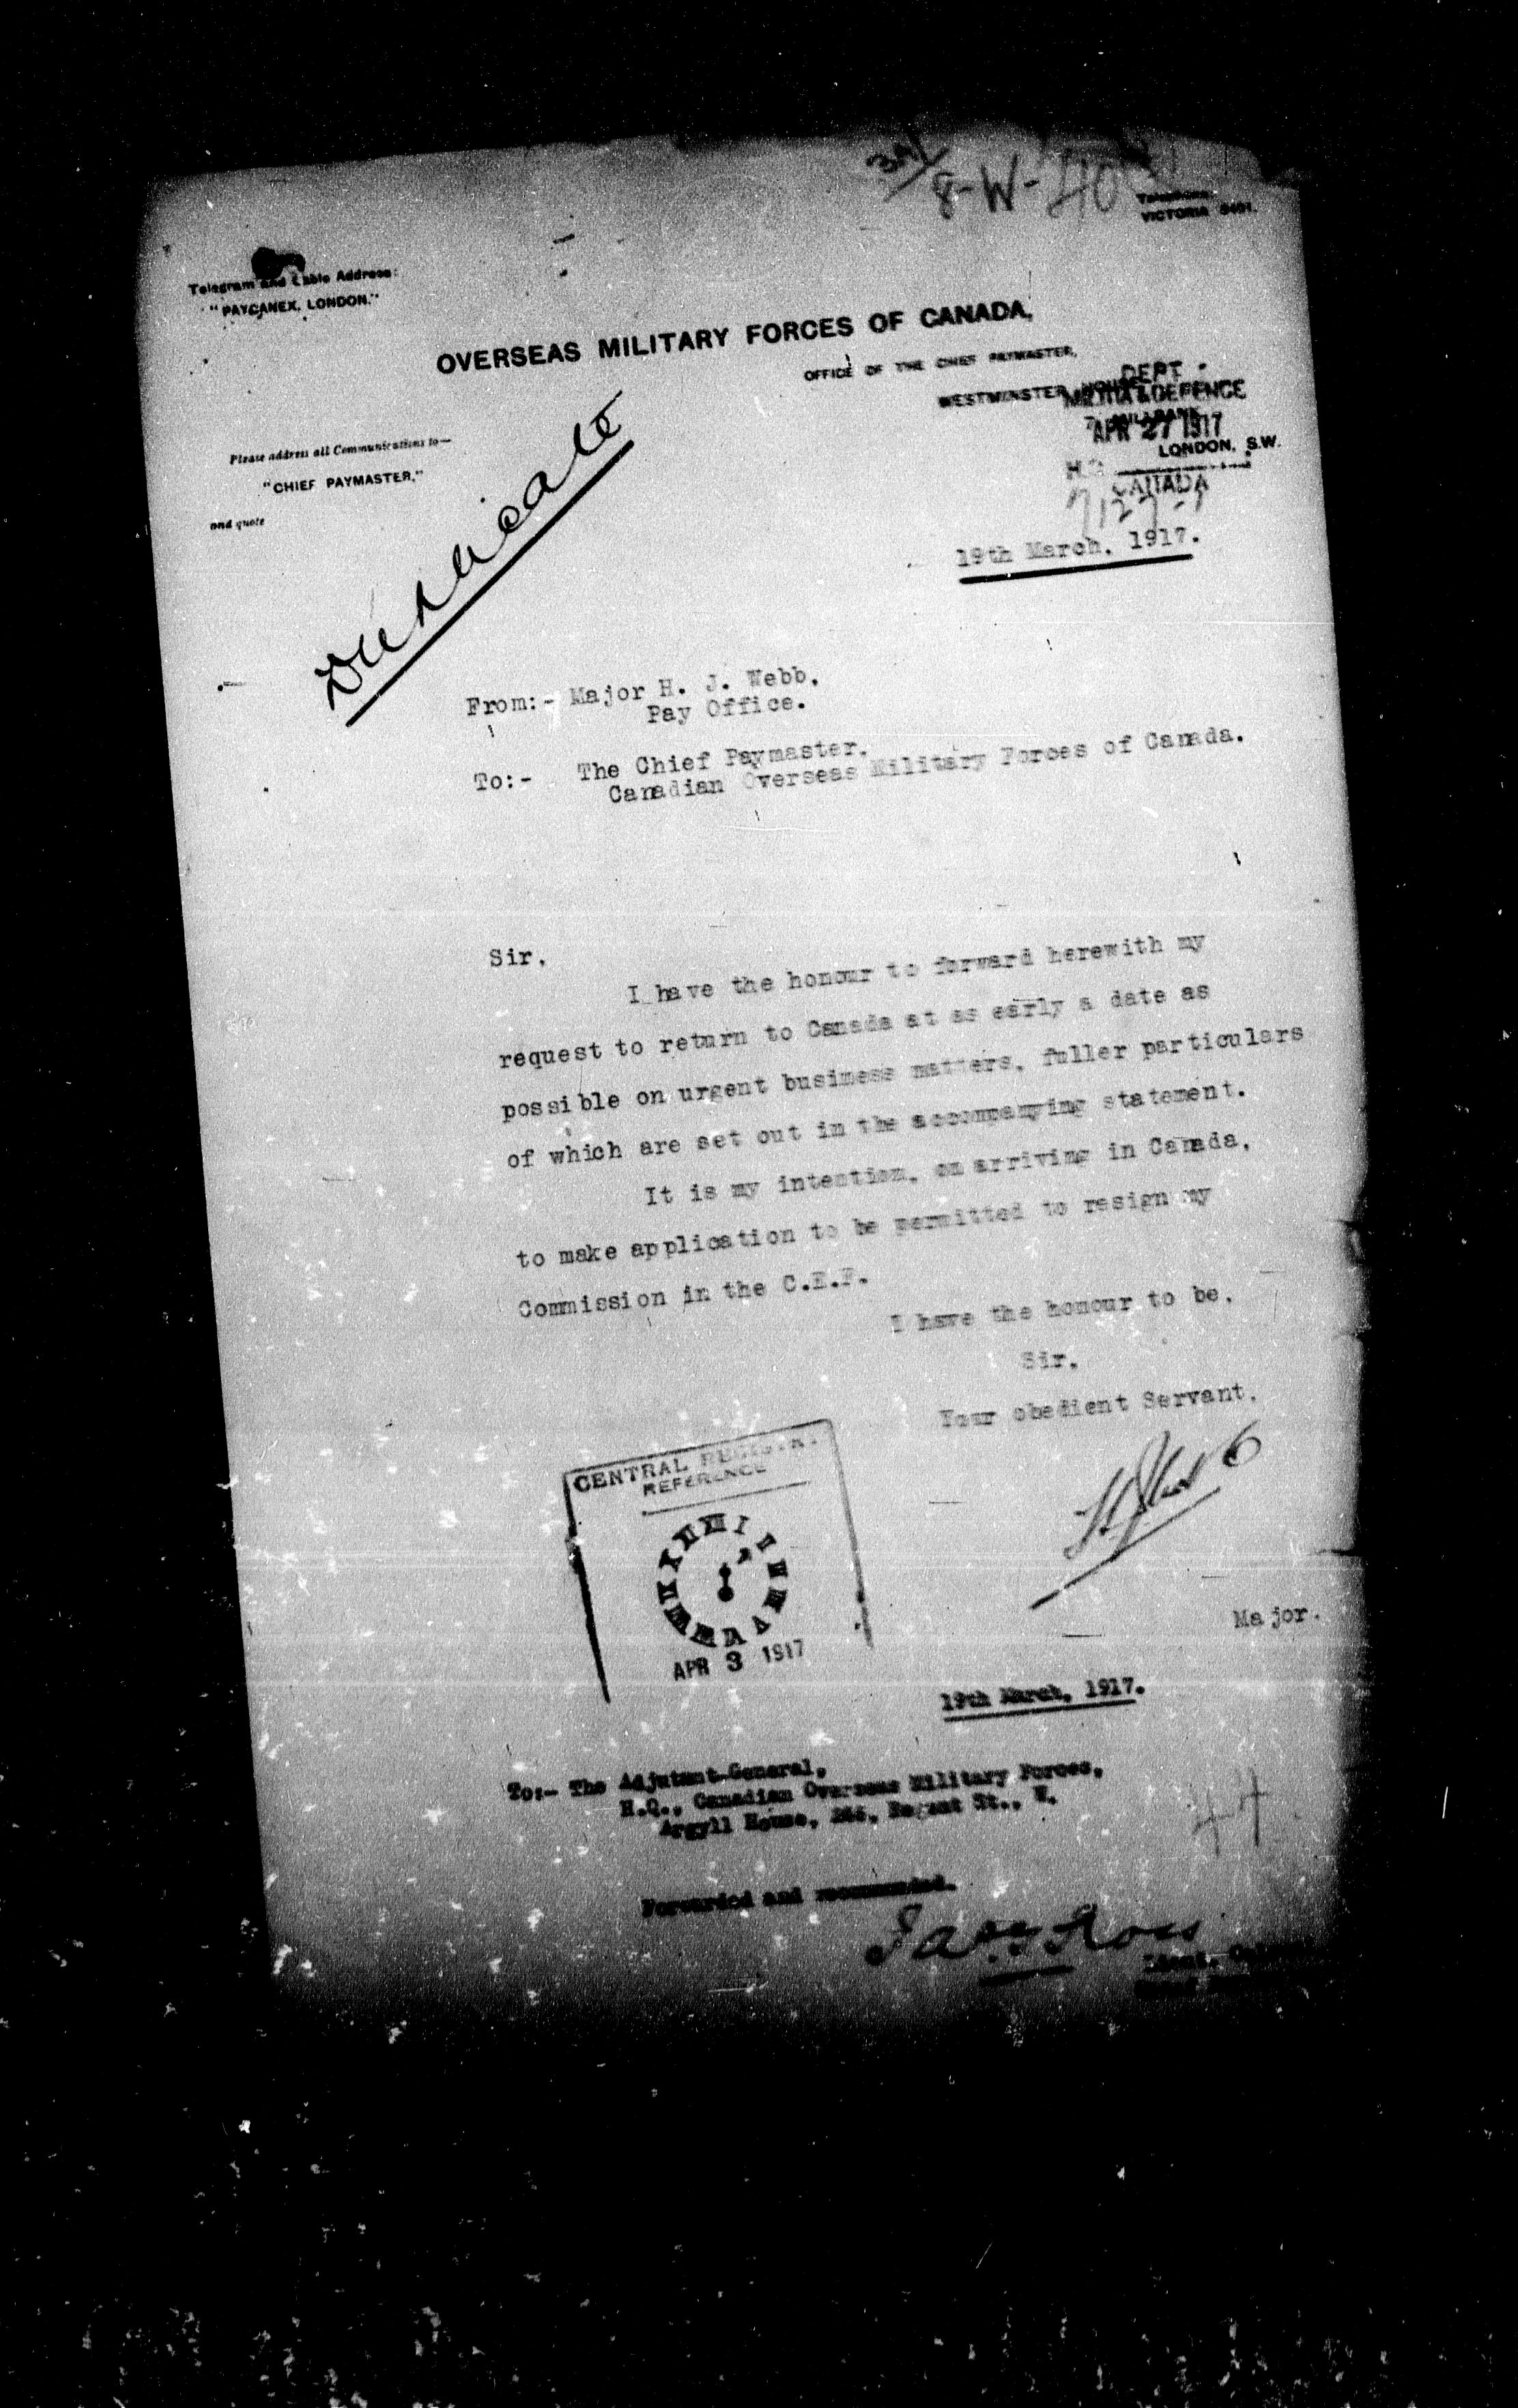 8-W-40
Telephone:
VICTORIA 8401.
Telegram and Cable Address:
"PAYCANEX, LONDON."
OVERSEAS MILITARY FORCES OF CANADA,
OFFICE OF THE CHIEF PAYMASTER,
WESTMINSTER HOUSE,
7, MILLBANK,
LONDON, S.W.
DEPT
MILITIA & DEFENCE
APR 27 1917
H.Q.
CANADA
Please address all Communications to—
"CHIEF PAYMASTER,"
and quote
Duplicate
19th March, 1917.
From:- Major H. J. Webb,
Pay Office.
To:- The Chief Paymaster,
Canadian Overseas Military Forces of Canada.
Sir,
I have the honour to forward herewith my
request to return to Canada at as early a date as
possible on urgent business matters, fuller particulars
of which are set out in the accompanying statement.
It is my intention, on arriving in Canada,
to make application to be permitted to resign my
Commission in the C.E.F.
I have the honour to be,
Sir,
Your obedient Servant,
Major.
CENTRAL REGISTRY
REFERENCE
APR 3 1917
19th March, 1917.
To:- The Adjutant-General,
H.Q., Canadian Overseas Military Forces,
Argyll House, Regent St., W.
44
Forwarded and recommended.
Ross
Lieut.